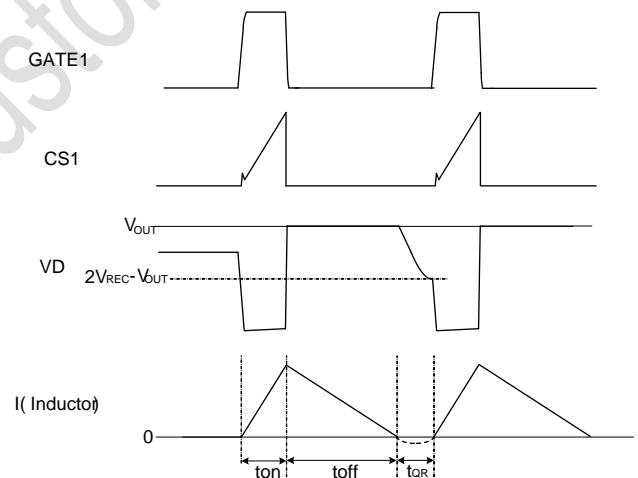 GATE1
CS1
VOUT
VD
2VREC-VOUT
I( Inductor)
0
ton
toff
tQR